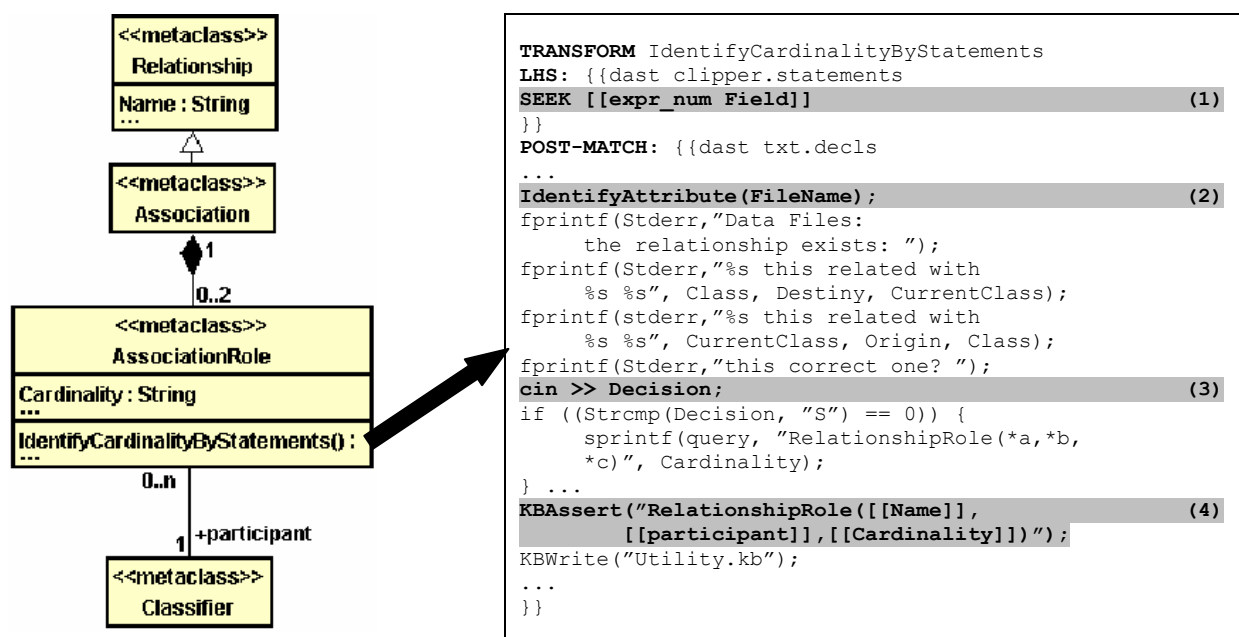 <<metaclass>>
Relationship
Name : String
...
<<metaclass>>
Association
1
0..2
<<metaclass>>
AssociationRole
Cardinality : String
...
IdentifyCardinalityByStatements() :
...
0..n
+participant
1
<<metaclass>>
Classifier
TRANSFORM IdentifyCardinalityByStatements
LHS: {{dast clipper.statements
SEEK [[expr_num Field]] (1)
}}
POST-MATCH: {{dast txt.decls
...
IdentifyAttribute(FileName); (2)
fprintf(Stderr,”Data Files:
the relationship exists: ”);
fprintf(Stderr,”%s this related with
%s %s”, Class, Destiny, CurrentClass);
fprintf(stderr,”%s this related with
%s %s”, CurrentClass, Origin, Class);
fprintf(Stderr,”this correct one? ”);
cin >> Decision; (3)
if ((Strcmp(Decision, ”S”) == 0)) {
sprintf(query, ”RelationshipRole(*a,*b,
*c)”, Cardinality);
} ...
KBAssert(”RelationshipRole([[Name]], (4)
[[participant]],[[Cardinality]])”);
KBWrite(”Utility.kb”);
...
}}